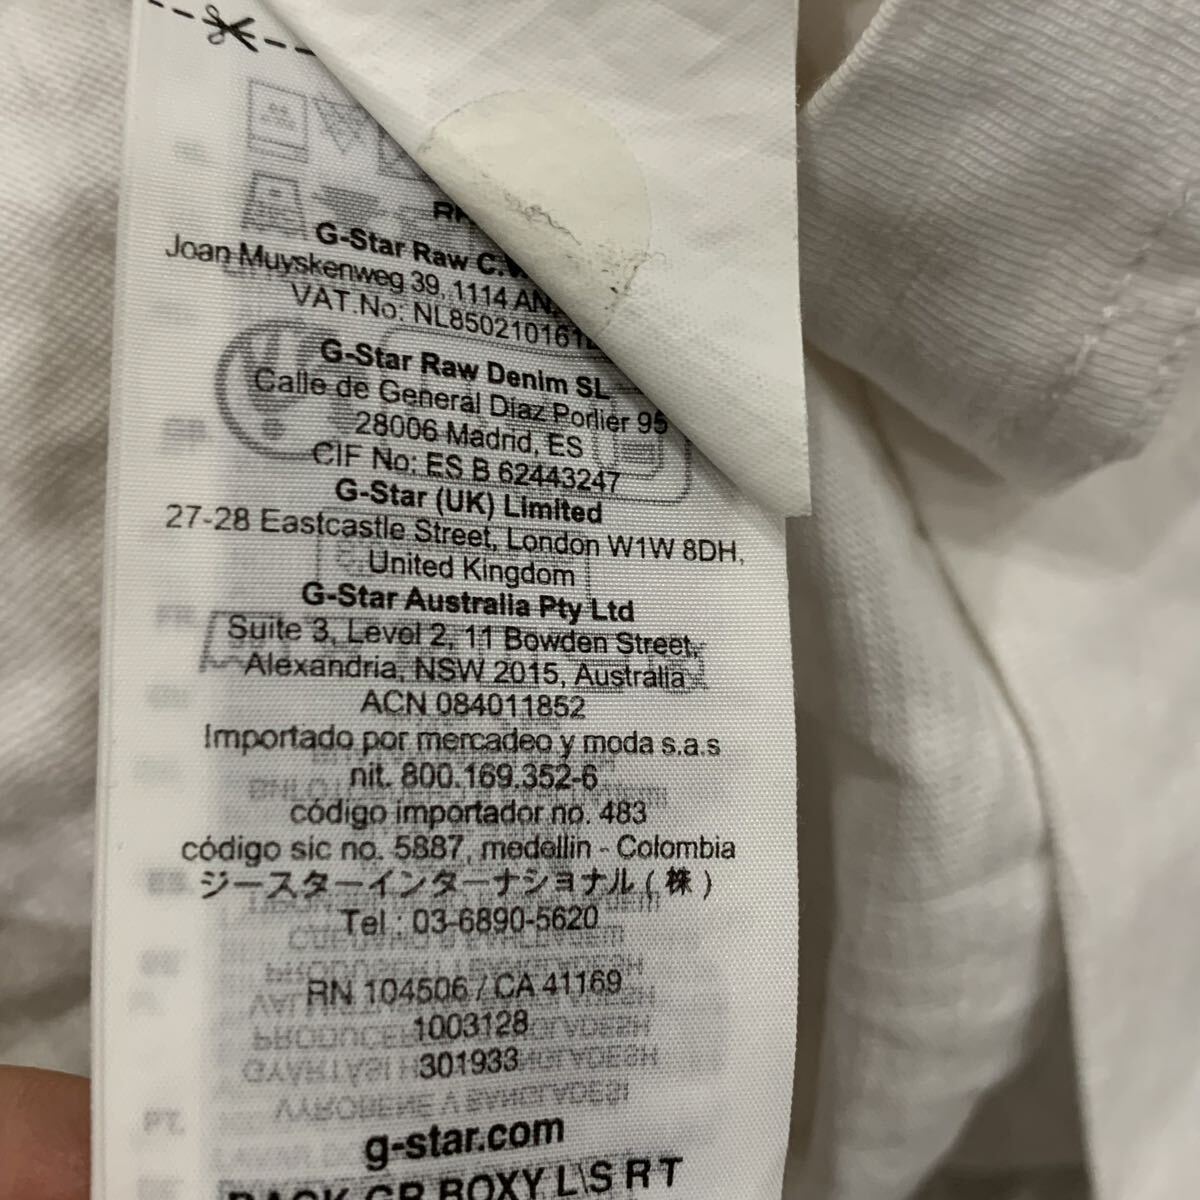 G-Star Raw C.V.
Joan Muyskenweg 39, 1114 AN
VAT.No: NL850210161
G-Star Raw Denim SL
Calle de General Diaz Porlier 95
28006 Madrid, ES
CIF No: ES B 62443247
G-Star (UK) Limited
27-28 Eastcastle Street, London W1W 8DH,
United Kingdom
G-Star Australia Pty Ltd
Suite 3, Level 2, 11 Bowden Street,
Alexandria, NSW 2015, Australia
ACN 084011852
Importado por mercadeo y moda s.a.s
nit. 800.169.352-6
código importador no. 483
código sic no. 5887, medellin - Colombia
ジースターインターナショナル ( 株 )
Tel : 03-6890-5620
RN 104506 / CA 41169
1003128
301933
g-star.com
BACK GR BOXY L\S R T